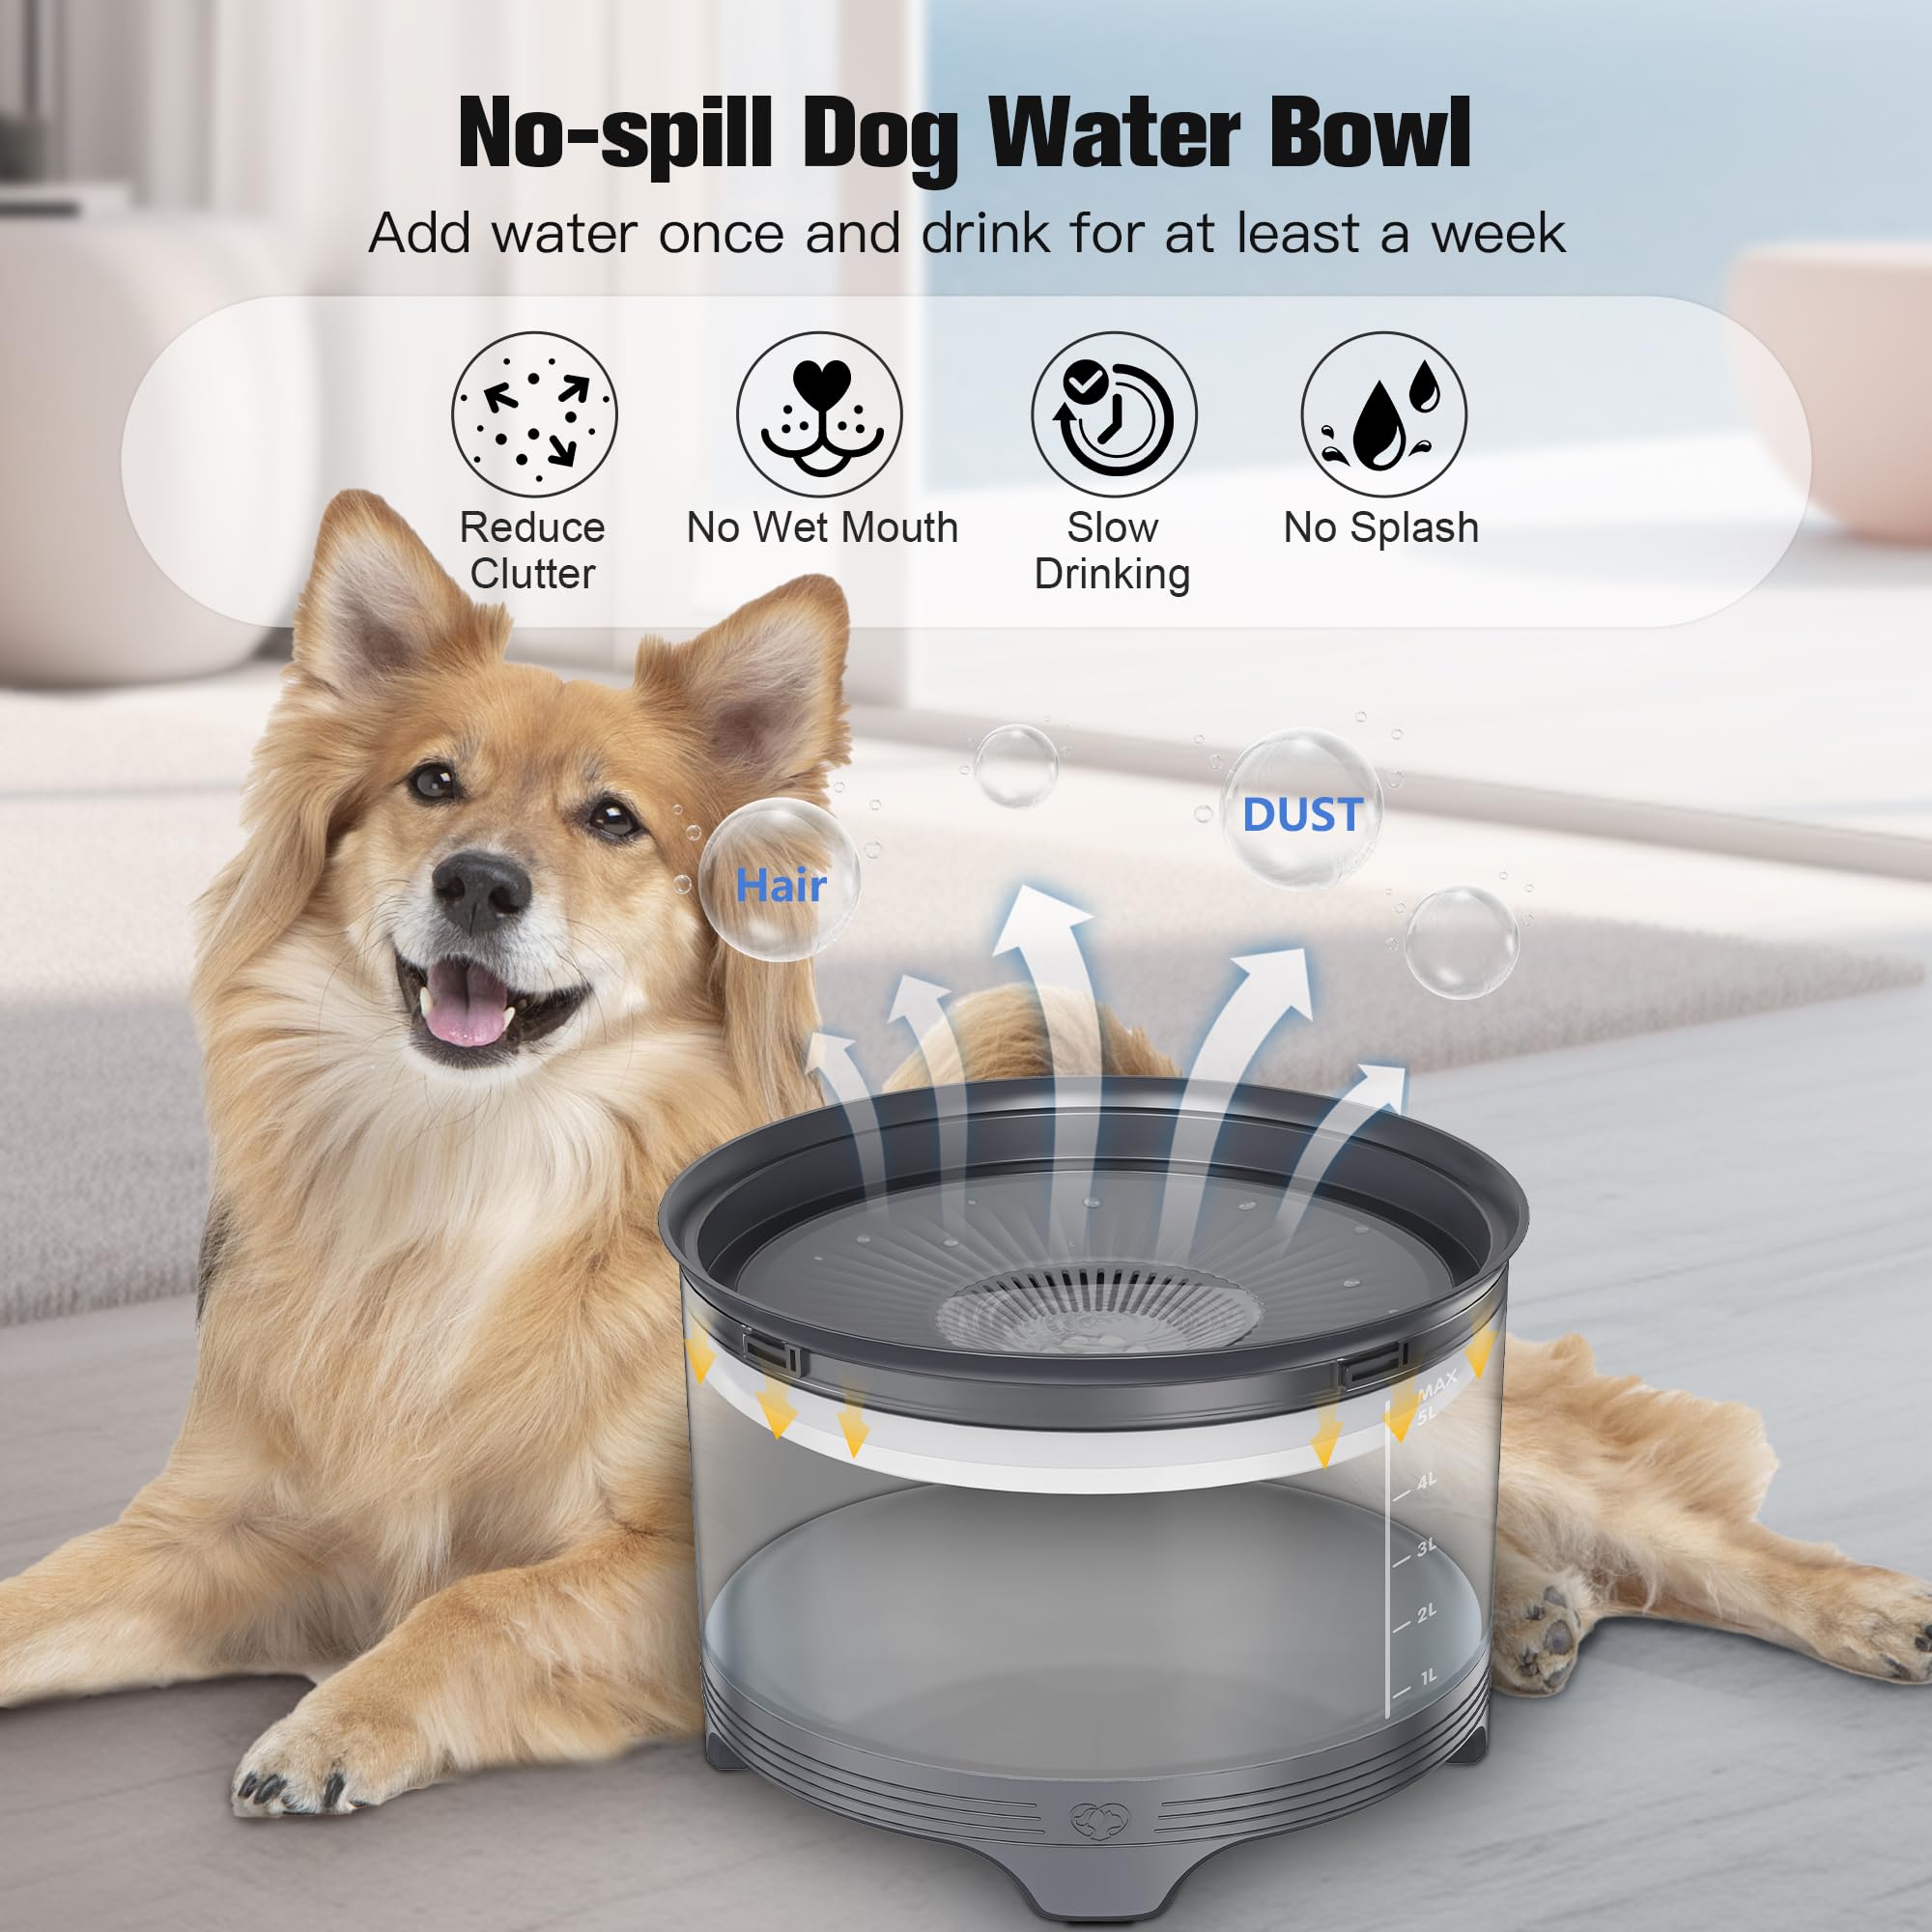 No-spill Dog Water Bowl
Add water once and drink for at least a week
Reduce
Clutter
No Wet Mouth
Slow
Drinking
No Splash
DUST
Hair
MAX
5L
4L
3L
2L
1L